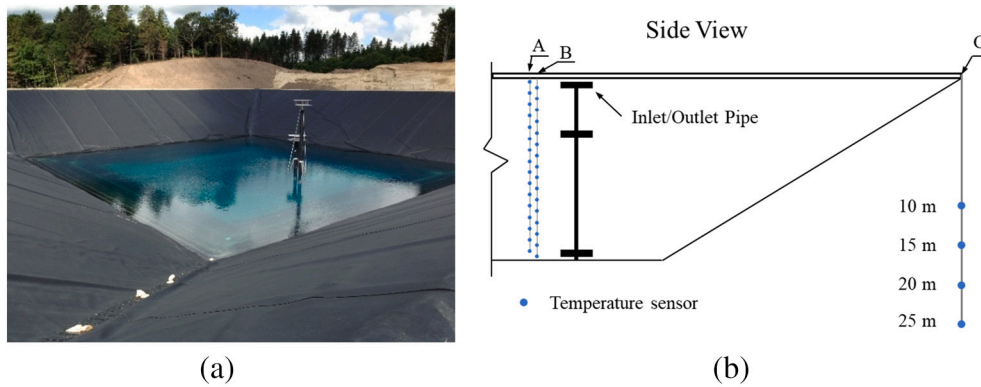 Side View
A
B
C
Inlet/Outlet Pipe
10 m
15 m
20 m
25 m
Temperature sensor
(a)
(b)